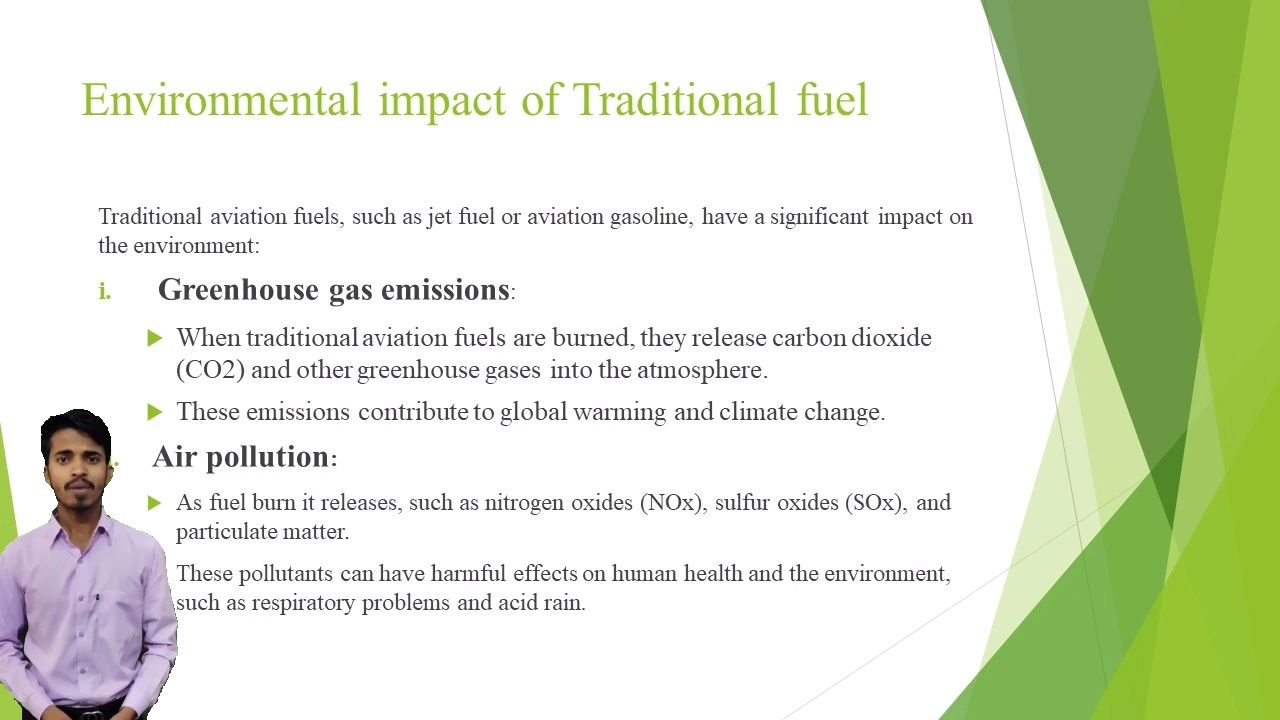 Environmental impact of Traditional fuel
Traditional aviation fuels, such as jet fuel or aviation gasoline, have a significant impact on
the environment:
i. Greenhouse gas emissions:
When traditional aviation fuels are burned, they release carbon dioxide
(CO2) and other greenhouse gases into the atmosphere.
These emissions contribute to global warming and climate change.
Air pollution:
As fuel burn it releases, such as nitrogen oxides (NOx), sulfur oxides (SOx), and
particulate matter.
These pollutants can have harmful effects on human health and the environment,
such as respiratory problems and acid rain.